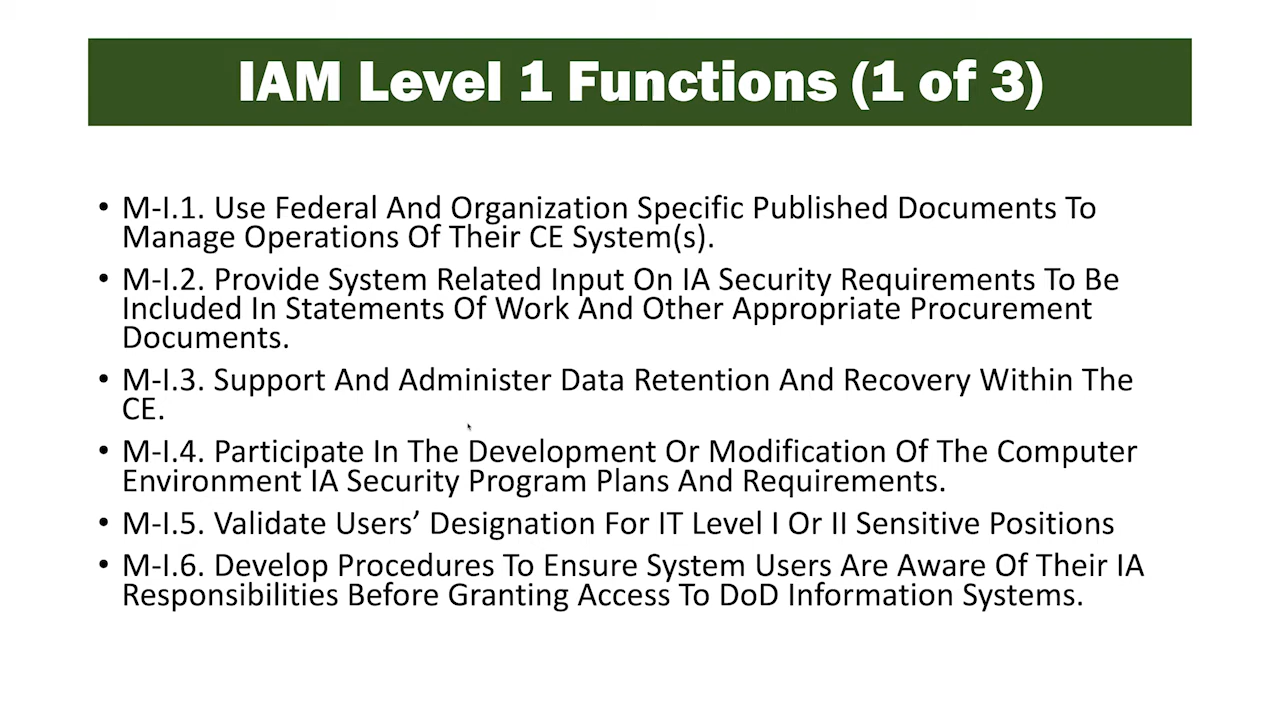 IAM Level 1 Functions (1 of 3)
• M-I.1. Use Federal And Organization Specific Published Documents To
Manage Operations Of Their CE System(s).
• M-I.2. Provide System Related Input On IA Security Requirements To Be
Included In Statements Of Work And Other Appropriate Procurement
Documents.
• M-I.3. Support And Administer Data Retention And Recovery Within The
CE.
• M-I.4. Participate In The Development Or Modification Of The Computer
Environment IA Security Program Plans And Requirements.
• M-I.5. Validate Users’ Designation For IT Level I Or II Sensitive Positions
• M-I.6. Develop Procedures To Ensure System Users Are Aware Of Their IA
Responsibilities Before Granting Access To DoD Information Systems.